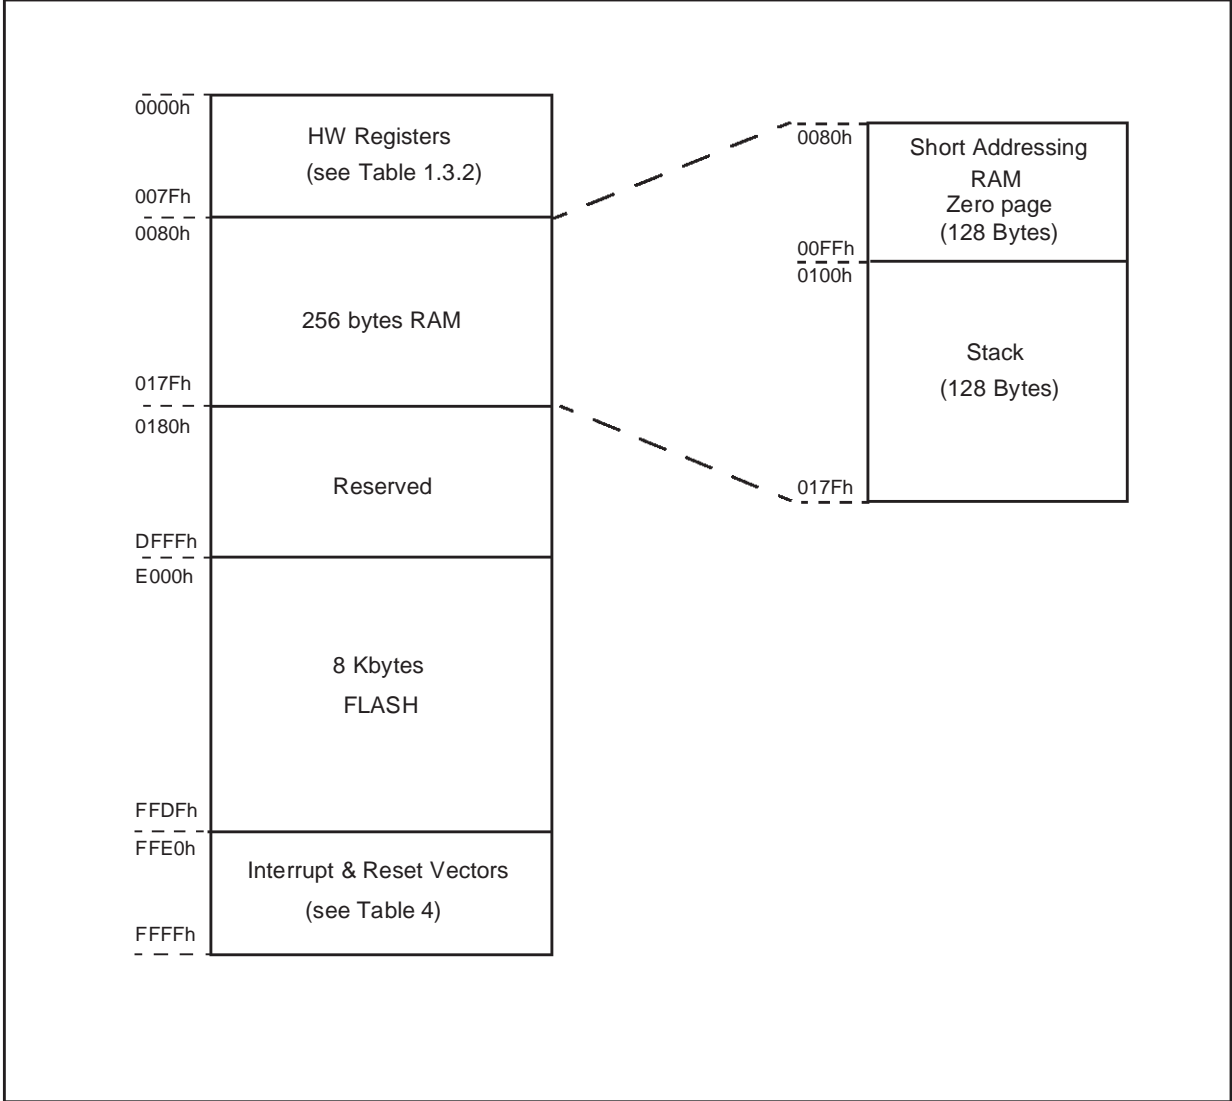 0000h
HW Registers
(see Table 1.3.2)
007Fh
0080h
256 bytes RAM
017Fh
0180h
Reserved
DFFFh
E000h
8 Kbytes
FLASH
FFDFh
FFE0h
Interrupt & Reset Vectors
(see Table 4)
FFFFh
0080h
Short Addressing
RAM
Zero page
(128 Bytes)
00FFh
0100h
Stack
(128 Bytes)
017Fh